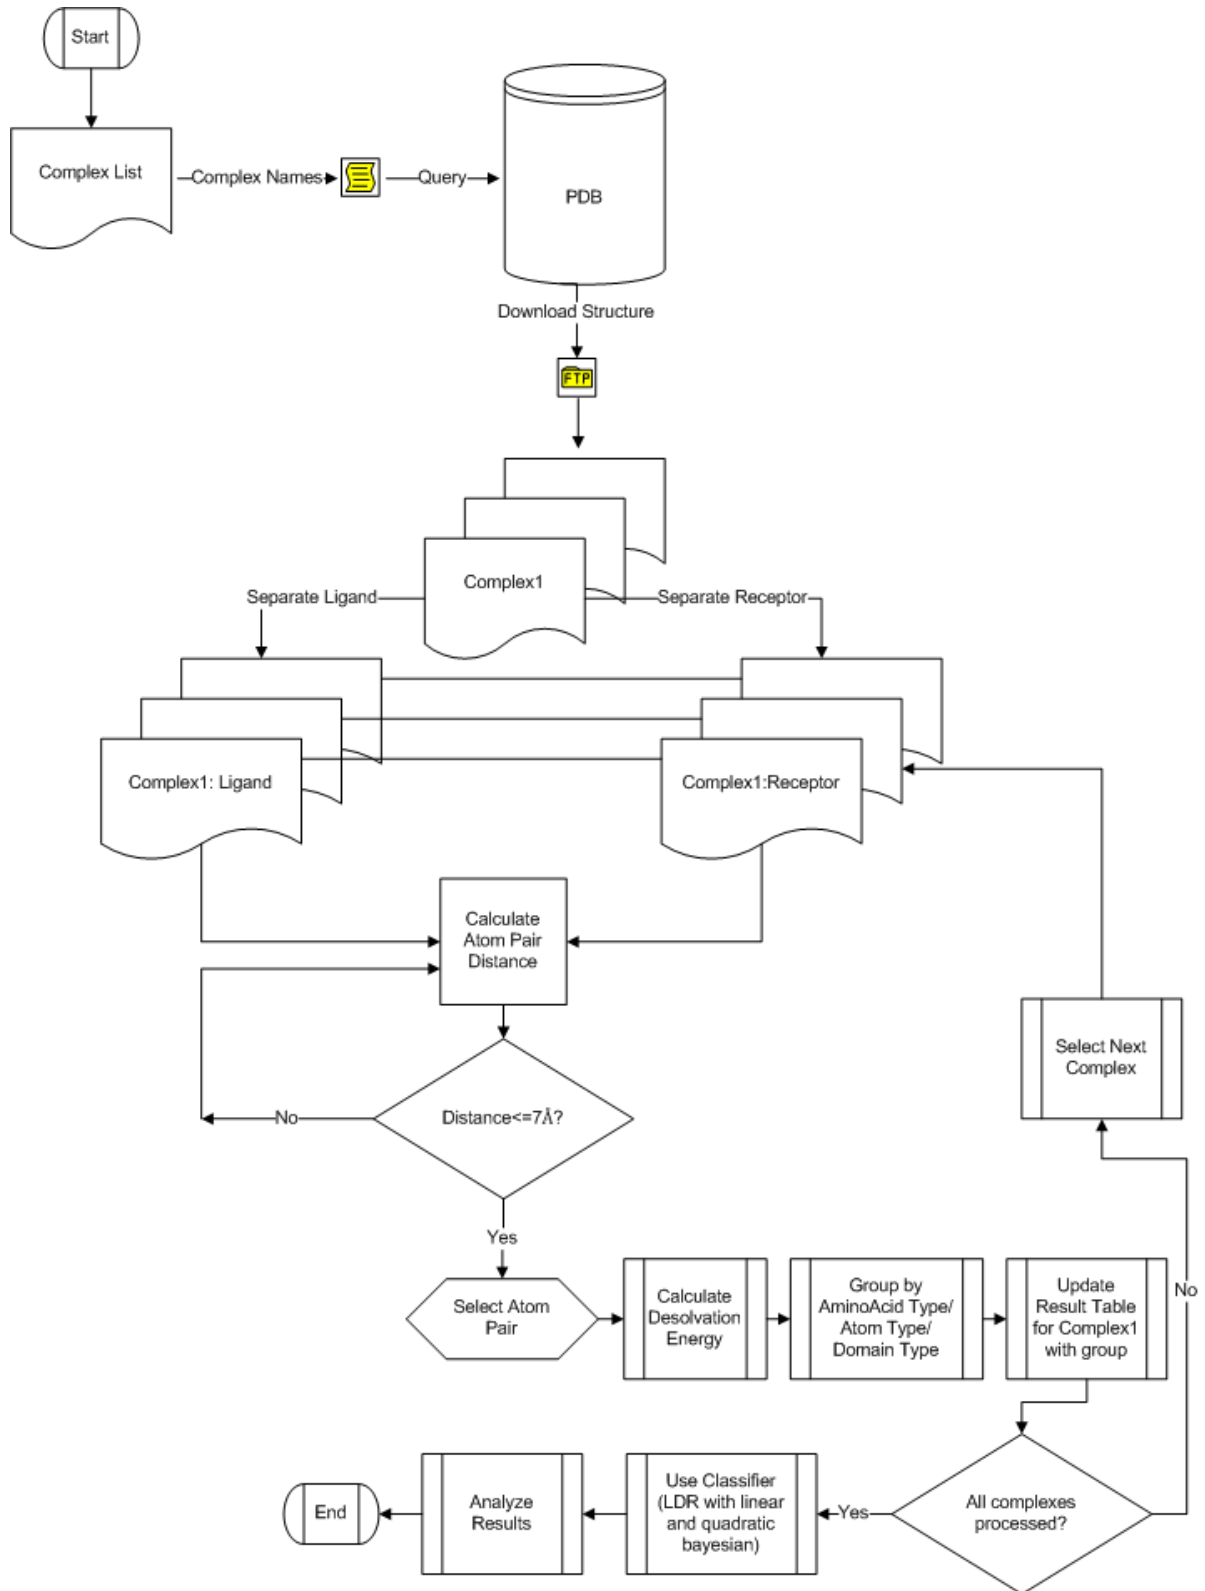 Start
Complex List
Complex Names
Query
PDB
Download Structure
FTP
Complex1
Separate Ligand
Separate Receptor
Complex1: Ligand
Complex1:Receptor
Calculate
Atom Pair
Distance
Select Next
Complex
Distance<=7Å?
No
Yes
Select Atom
Pair
Calculate
Desolvation
Energy
Group by
AminoAcid Type/
Atom Type/
Domain Type
Update
Result Table
for Complex1
with group
No
All complexes
processed?
Yes
Use Classifier
(LDR with linear
and quadratic
bayesian)
Analyze
Results
End